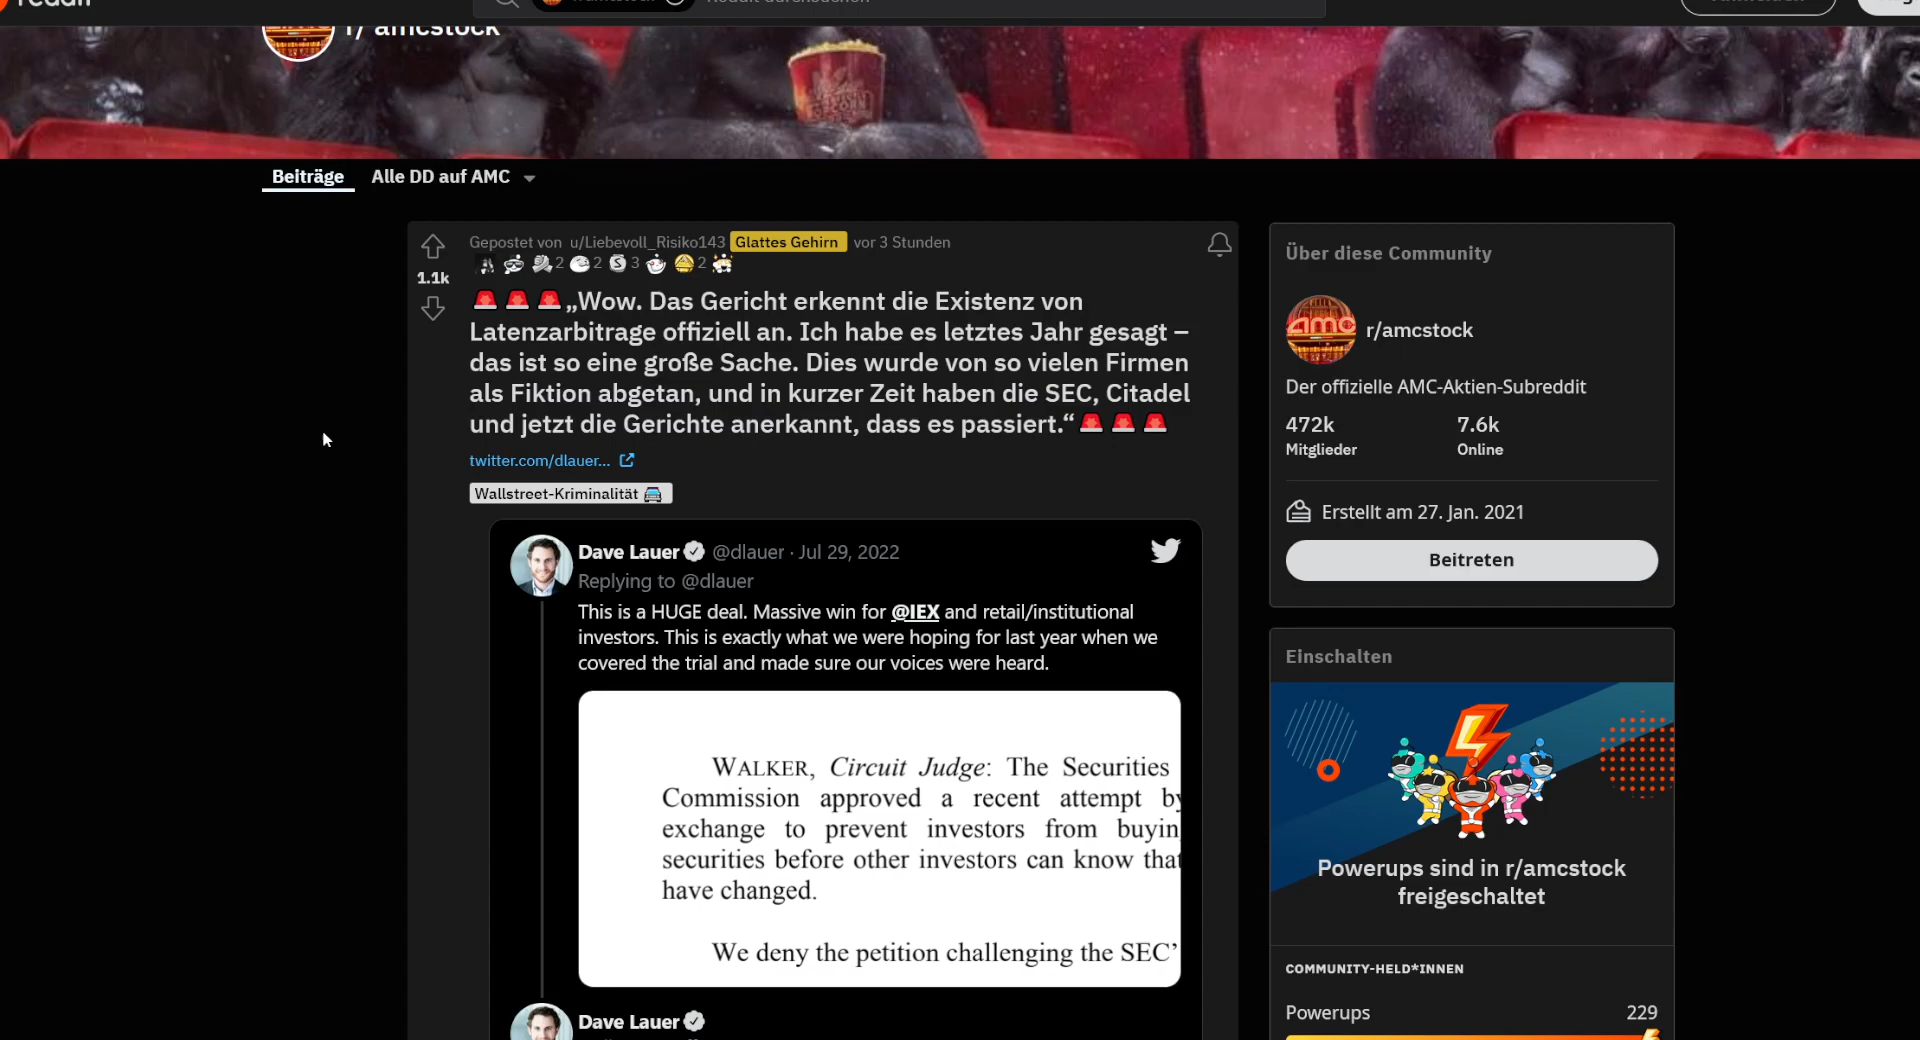 r/amcstock
Beiträge Alle DD auf AMC
Gepostet von u/Liebevoll_Risiko143 Glattes Gehirn vor 3 Stunden
2 2 3 2
1.1k
🚨🚨🚨„Wow. Das Gericht erkennt die Existenz von
Latenzarbitrage offiziell an. Ich habe es letztes Jahr gesagt –
das ist so eine große Sache. Dies wurde von so vielen Firmen
als Fiktion abgetan, und in kurzer Zeit haben die SEC, Citadel
und jetzt die Gerichte anerkannt, dass es passiert.“🚨🚨🚨
twitter.com/dlauer...
Wallstreet-Kriminalität 🚔
Dave Lauer @dlauer · Jul 29, 2022
Replying to @dlauer
This is a HUGE deal. Massive win for @IEX and retail/institutional
investors. This is exactly what we were hoping for last year when we
covered the trial and made sure our voices were heard.
WALKER, Circuit Judge: The Securities
Commission approved a recent attempt by
exchange to prevent investors from buyin
securities before other investors can know that
have changed.
We deny the petition challenging the SEC’
Dave Lauer
Über diese Community
amc
r/amcstock
Der offizielle AMC-Aktien-Subreddit
472k 7.6k
Mitglieder Online
Erstellt am 27. Jan. 2021
Beitreten
Einschalten
Powerups sind in r/amcstock
freigeschaltet
COMMUNITY-HELD*INNEN
Powerups 229